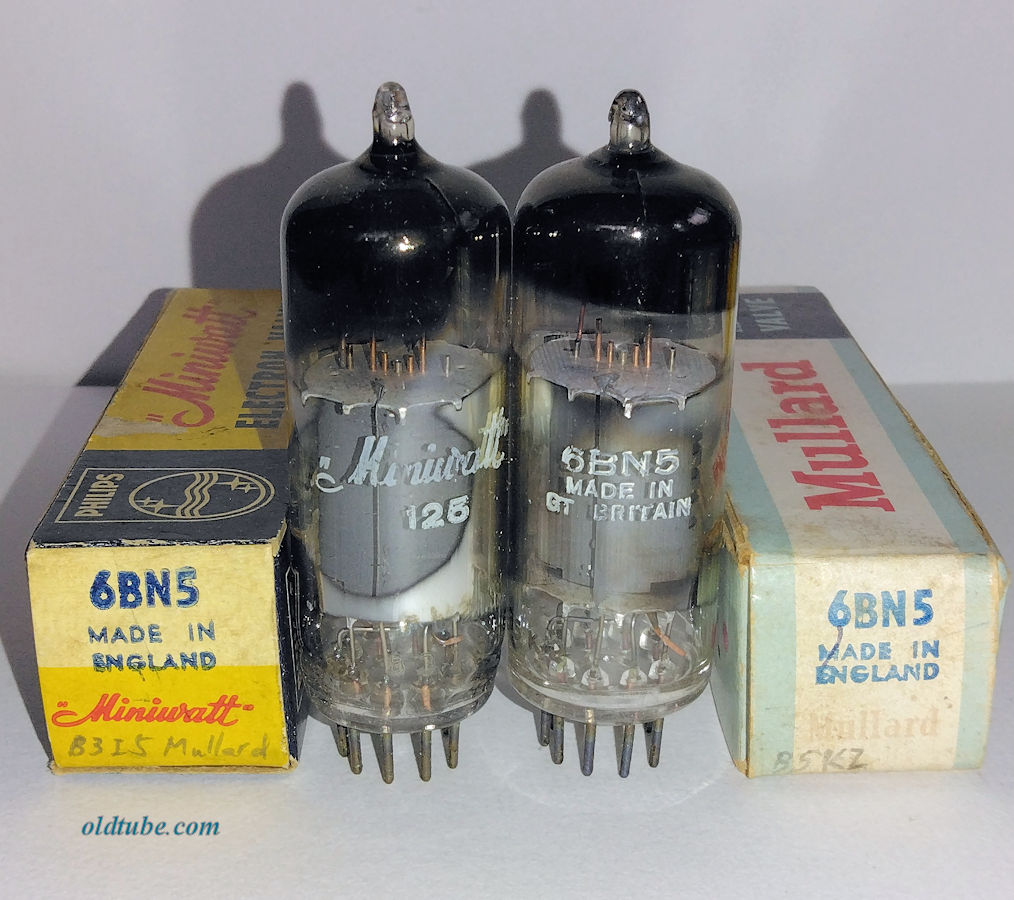 "Miniwatt"
ELECTRON
PHILIPS
6BN5
MADE IN
ENGLAND
"Miniwatt"
B3I5 Mullard
"Miniwatt"
125
6BN5
MADE IN
GT BRITAIN
VALVE
Mullard
6BN5
MADE IN
ENGLAND
Mullard
oldtube.com